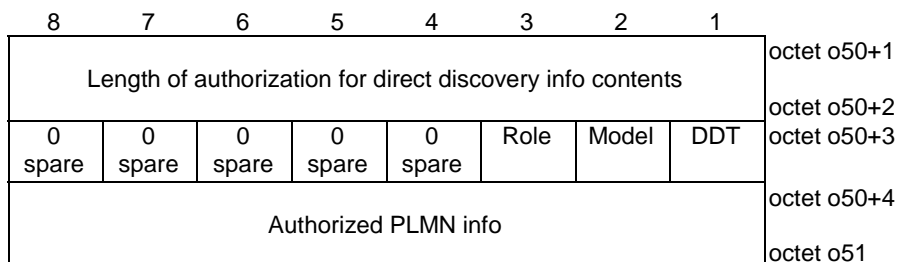 8 7 6 5 4 3 2 1
octet o50+1
Length of authorization for direct discovery info contents
octet o50+2
0 0 0 0 0 Role Model DDT octet o50+3
spare spare spare spare spare
octet o50+4
Authorized PLMN info
octet o51